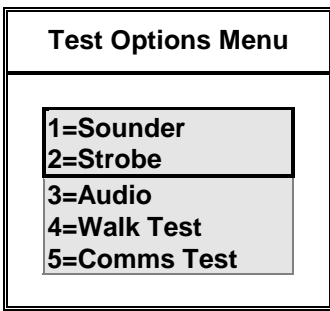 Test Options Menu
1=Sounder
2=Strobe
3=Audio
4=Walk Test
5=Comms Test